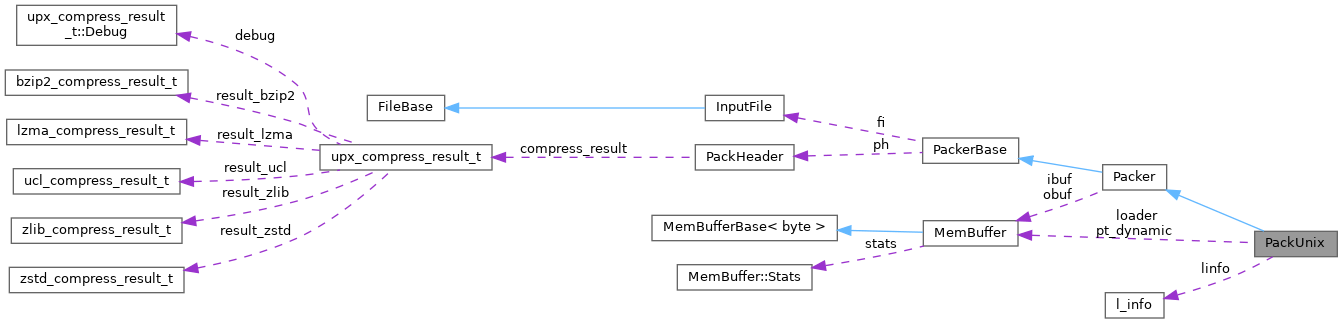 upx_compress_result
_t::Debug
debug
bzip2_compress_result_t
result_bzip2
FileBase
InputFile
lzma_compress_result_t
result_lzma
fi
upx_compress_result_t
compress_result
PackHeader
ph
PackerBase
result_ucl
ucl_compress_result_t
result_zlib
Packer
ibuf
obuf
zlib_compress_result_t
result_zstd
MemBufferBase< byte >
MemBuffer
loader
pt_dynamic
PackUnix
stats
zstd_compress_result_t
MemBuffer::Stats
linfo
l_info